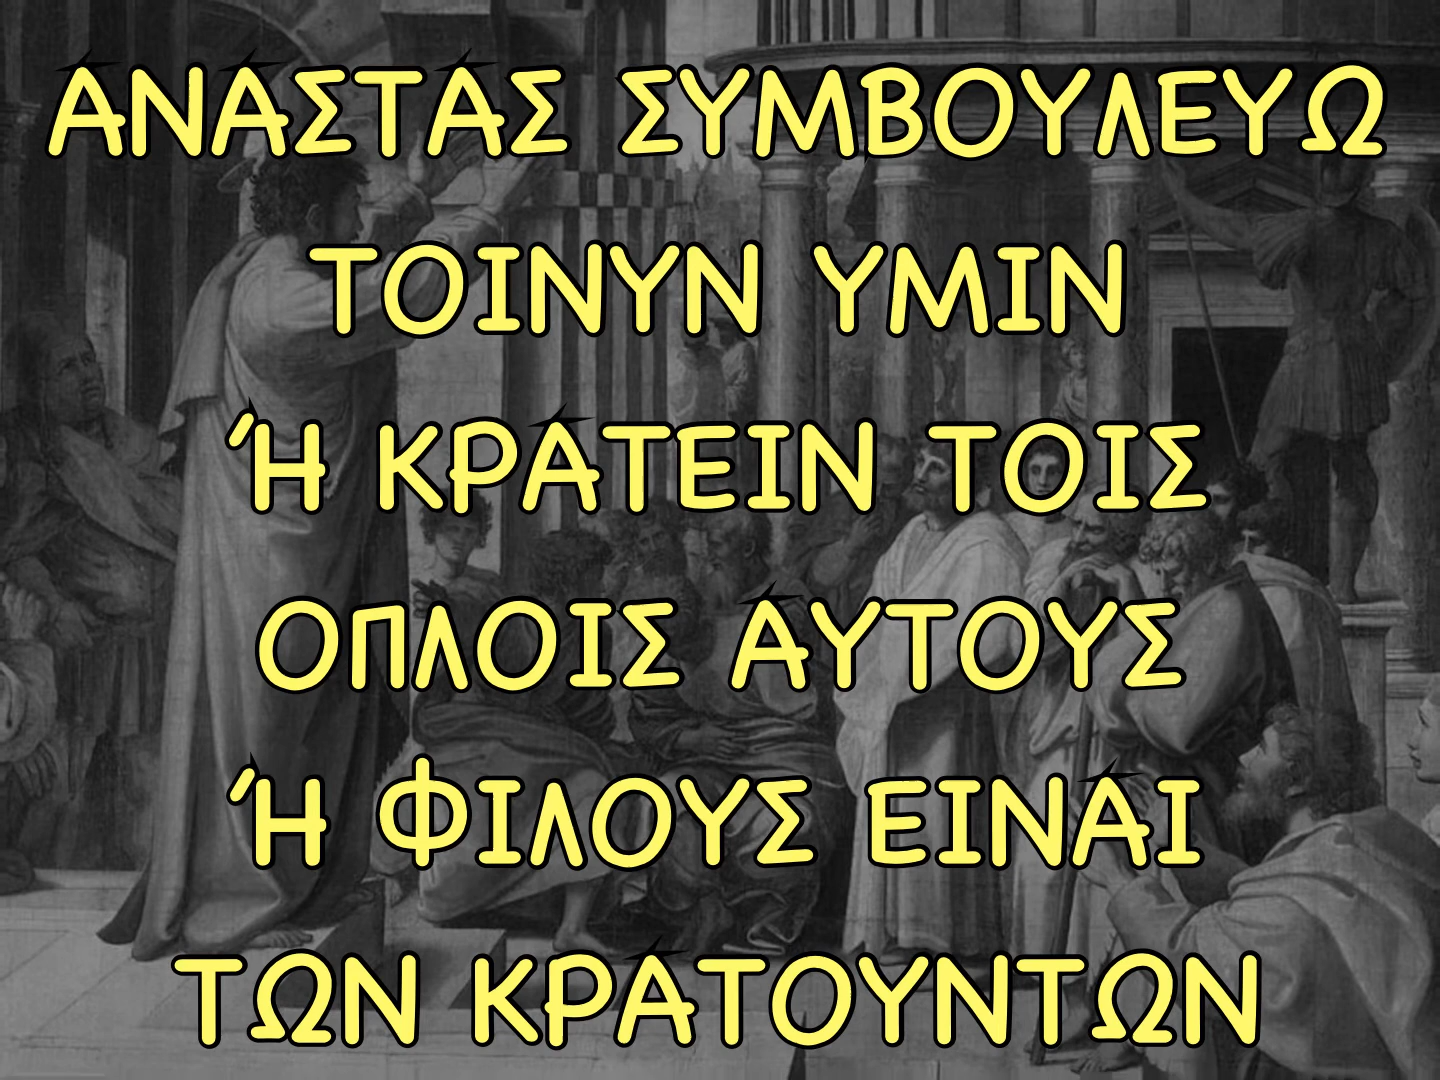 ΑΝΑΣΤΑΣ ΣΥΜΒΟΥΛΕΥΩ
ΤΟΙΝΥΝ ΥΜΙΝ
Ή ΚΡΑΤΕΙΝ ΤΟΙΣ
ΟΠΛΟΙΣ ΑΥΤΟΥΣ
Ή ΦΙΛΟΥΣ ΕΙΝΑΙ
ΤΩΝ ΚΡΑΤΟΥΝΤΩΝ